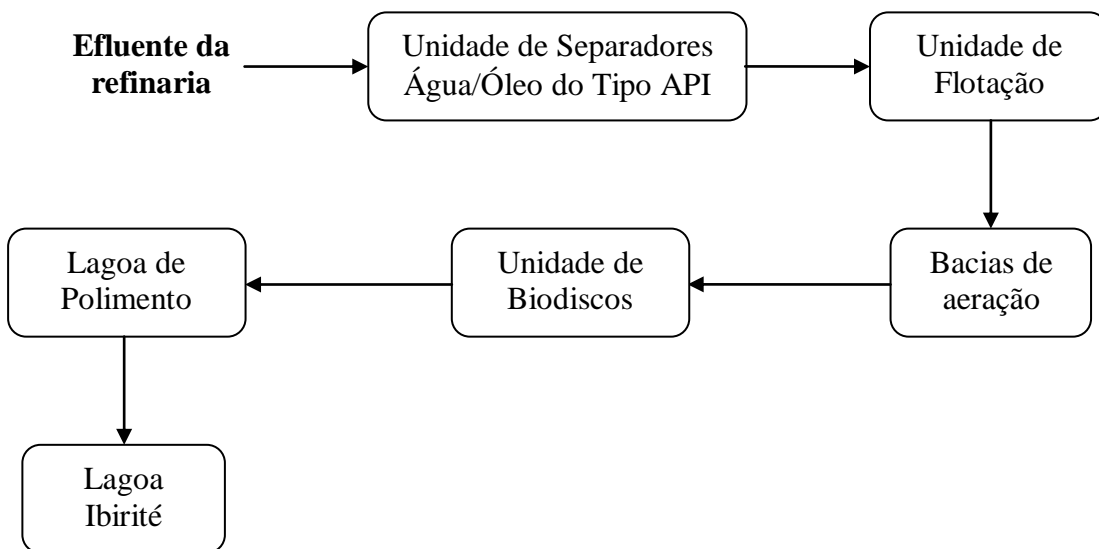 Efluente da
refinaria
Unidade de Separadores
Água/Óleo do Tipo API
Unidade de
Flotação
Bacias de
aeração
Unidade de
Biodiscos
Lagoa de
Polimento
Lagoa
Ibirité